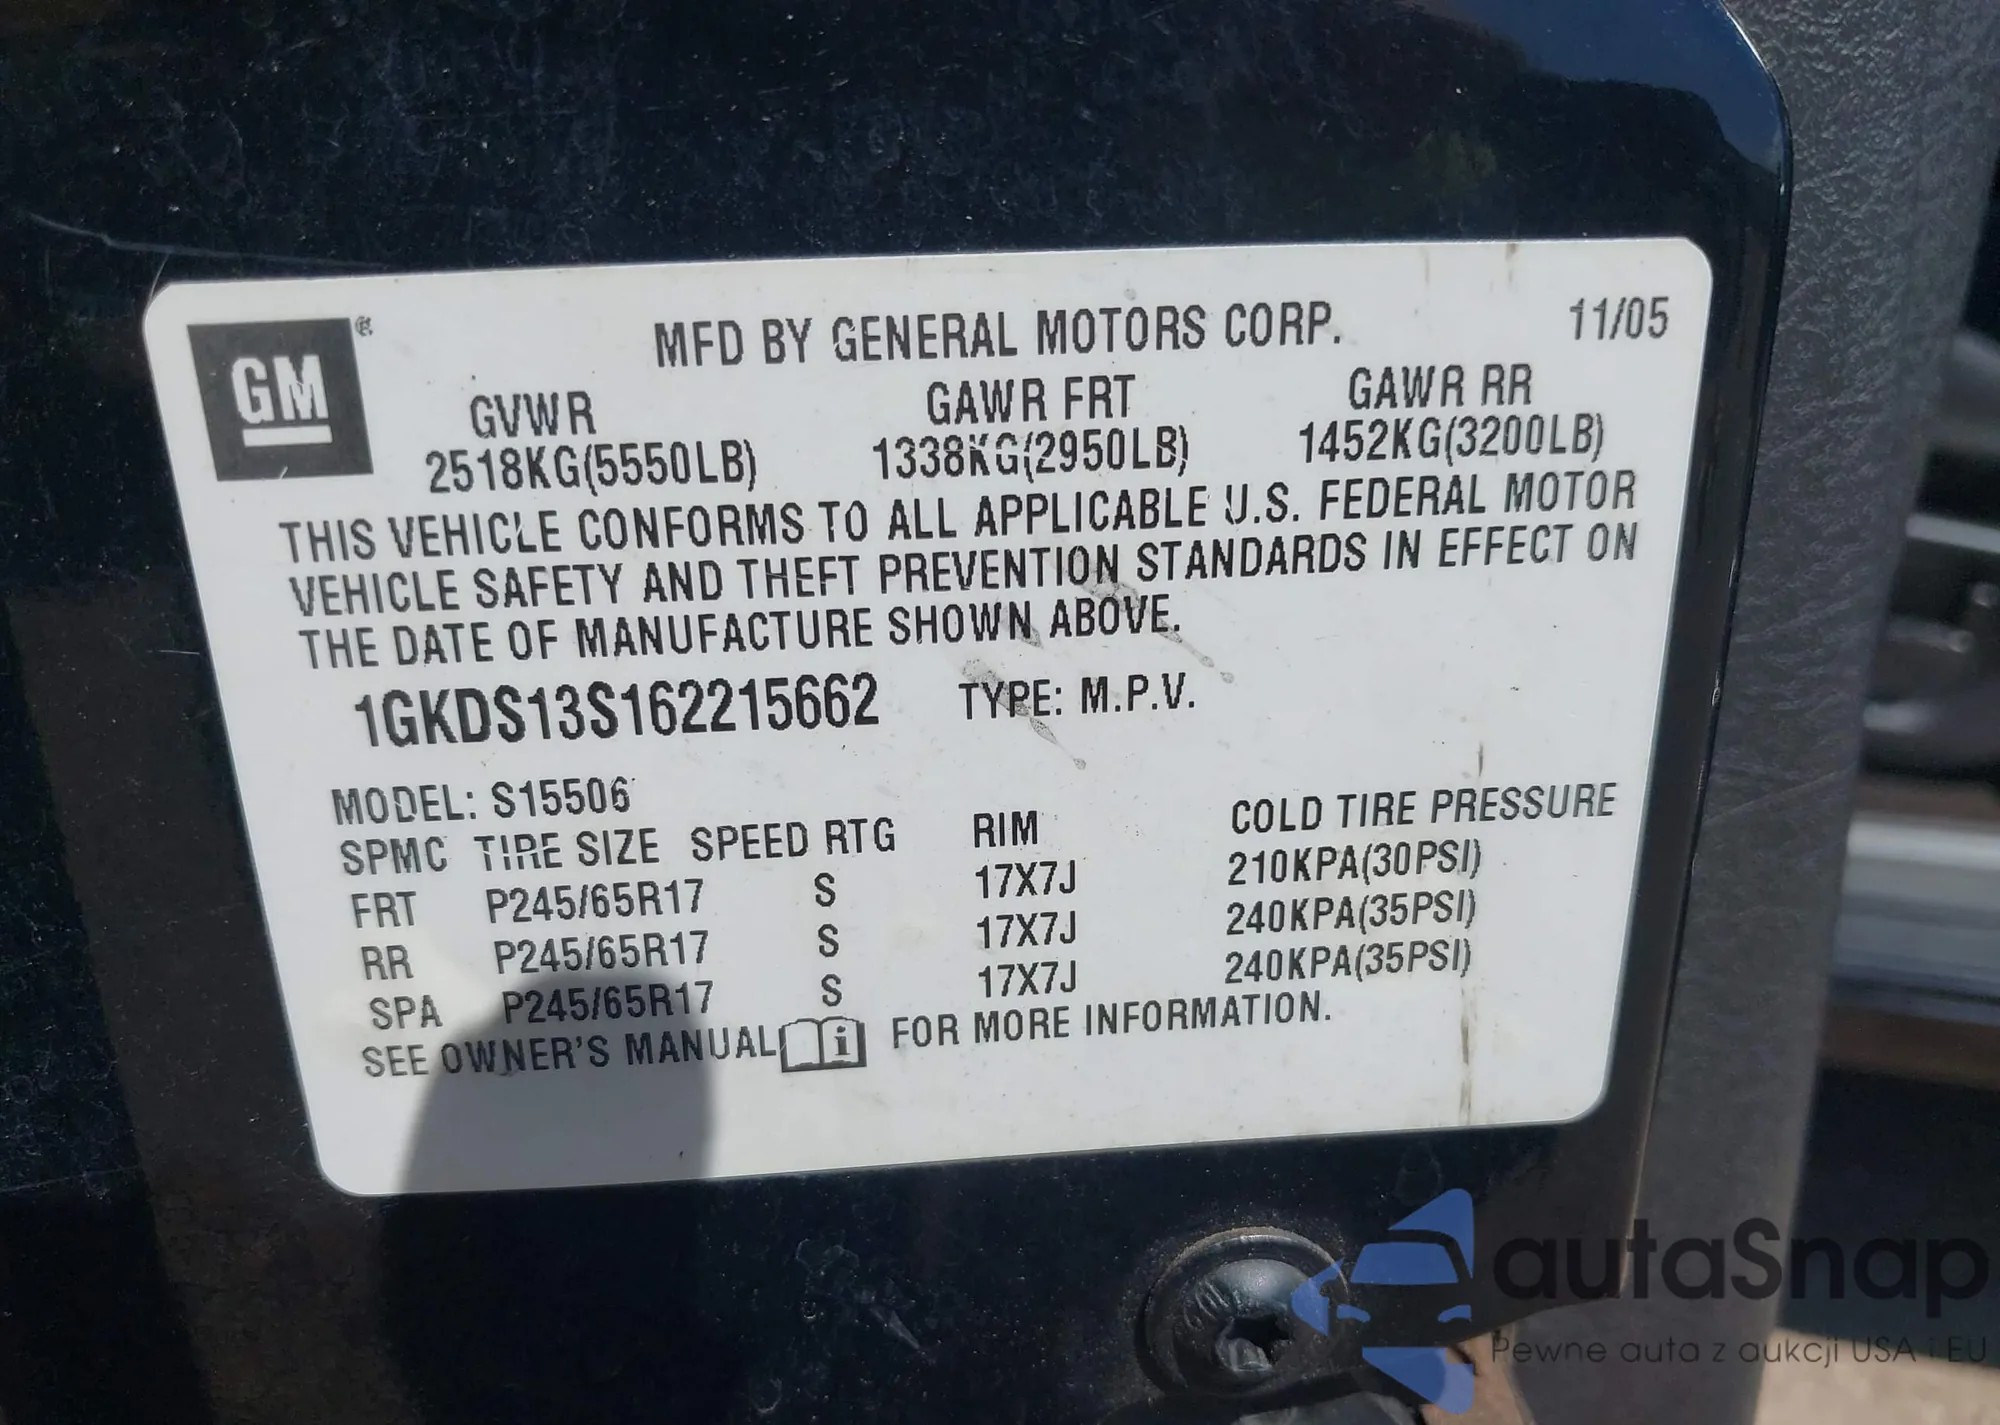 GM ®
MFD BY GENERAL MOTORS CORP. 11/05
GVWR GAWR FRT GAWR RR
2518KG(5550LB) 1338KG(2950LB) 1452KG(3200LB)
THIS VEHICLE CONFORMS TO ALL APPLICABLE U.S. FEDERAL MOTOR
VEHICLE SAFETY AND THEFT PREVENTION STANDARDS IN EFFECT ON
THE DATE OF MANUFACTURE SHOWN ABOVE.
1GKDS13S162215662 TYPE: M.P.V.
MODEL: S15506
SPMC TIRE SIZE SPEED RTG RIM COLD TIRE PRESSURE
FRT P245/65R17 S 17X7J 210KPA(30PSI)
RR P245/65R17 S 17X7J 240KPA(35PSI)
SPA P245/65R17 S 17X7J 240KPA(35PSI)
SEE OWNER'S MANUAL i FOR MORE INFORMATION.
autaSnap
Pewne auta z aukcji USA i EU